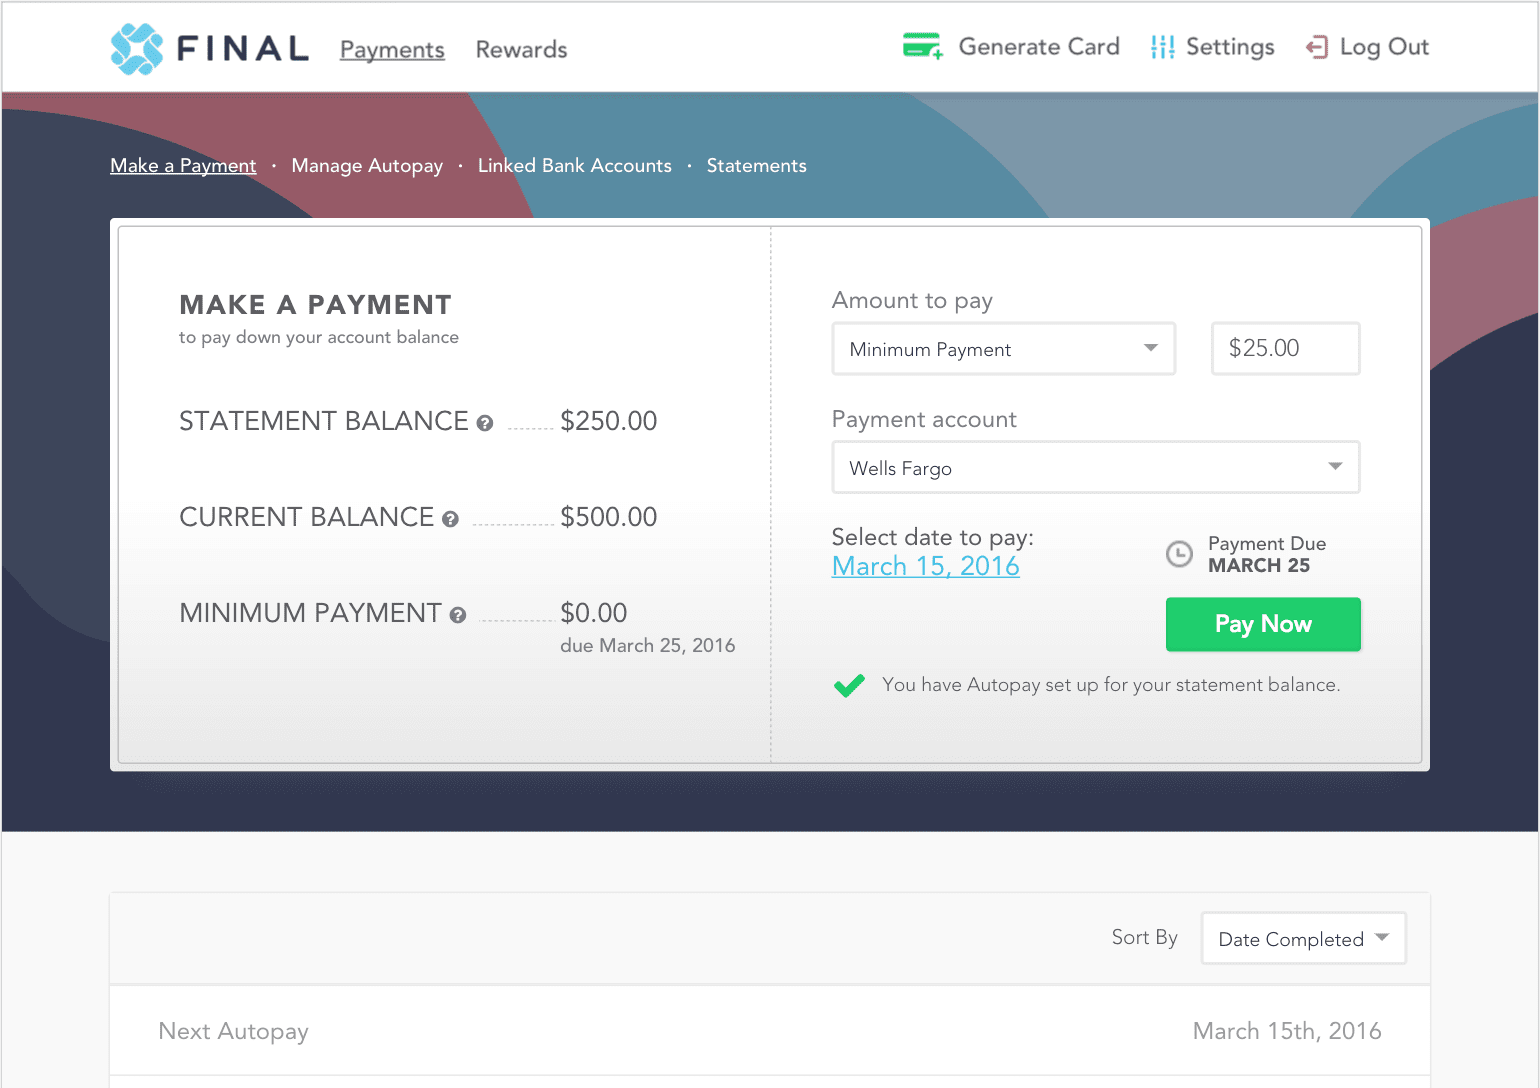 FINAL Payments Rewards Generate Card Settings Log Out
Make a Payment · Manage Autopay · Linked Bank Accounts · Statements
MAKE A PAYMENT
to pay down your account balance
STATEMENT BALANCE ? $250.00
CURRENT BALANCE ? $500.00
MINIMUM PAYMENT ? $0.00
due March 25, 2016
Amount to pay
Minimum Payment $25.00
Payment account
Wells Fargo
Select date to pay:
March 15, 2016
Payment Due
MARCH 25
Pay Now
You have Autopay set up for your statement balance.
Sort By Date Completed
Next Autopay March 15th, 2016